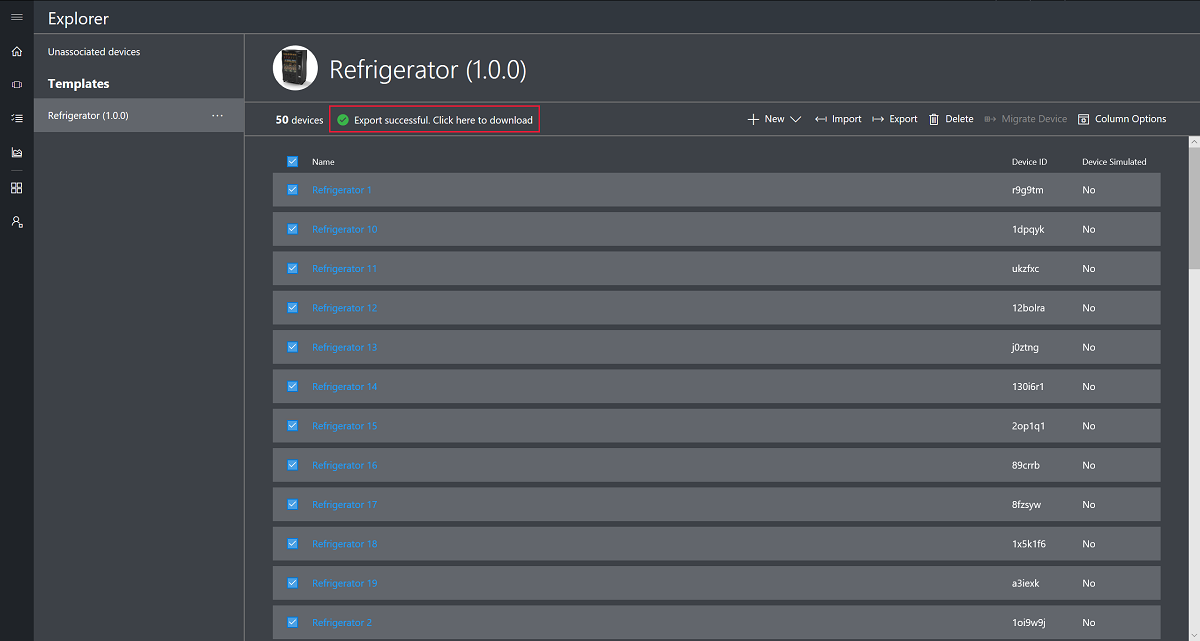 Explorer
Unassociated devices
Templates
Refrigerator (1.0.0) ...
Refrigerator (1.0.0)
50 devices Export successful. Click here to download New Import Export Delete Migrate Device Column Options
Name Device ID Device Simulated
Refrigerator 1 r9g9tm No
Refrigerator 10 1dpqyk No
Refrigerator 11 ukzfxc No
Refrigerator 12 12bolra No
Refrigerator 13 j0ztng No
Refrigerator 14 130i6r1 No
Refrigerator 15 2op1q1 No
Refrigerator 16 89crrb No
Refrigerator 17 8fzsyw No
Refrigerator 18 1x5k1f6 No
Refrigerator 19 a3iexk No
Refrigerator 2 1oi9w9j No